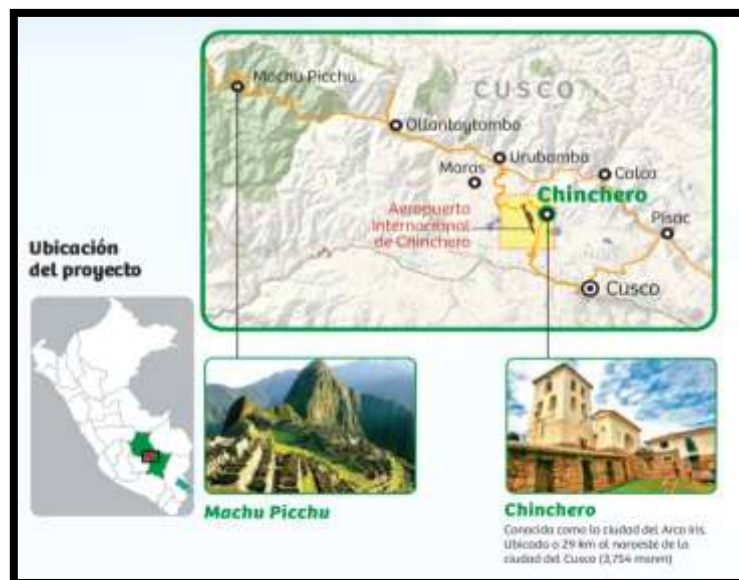 Machu Picchu
CUSCO
Ollantaytambo
Urubamba
Maras
Calca
Chinchero
Pisac
Aeropuerto
Internacional
de Chinchero
Cusco
Ubicación
del proyecto
Machu Picchu
Chinchero
Conocida como la ciudad del Arco Iris.
Ubicado a 29 km al noroeste de la
ciudad del Cusco (3,754 msnm)